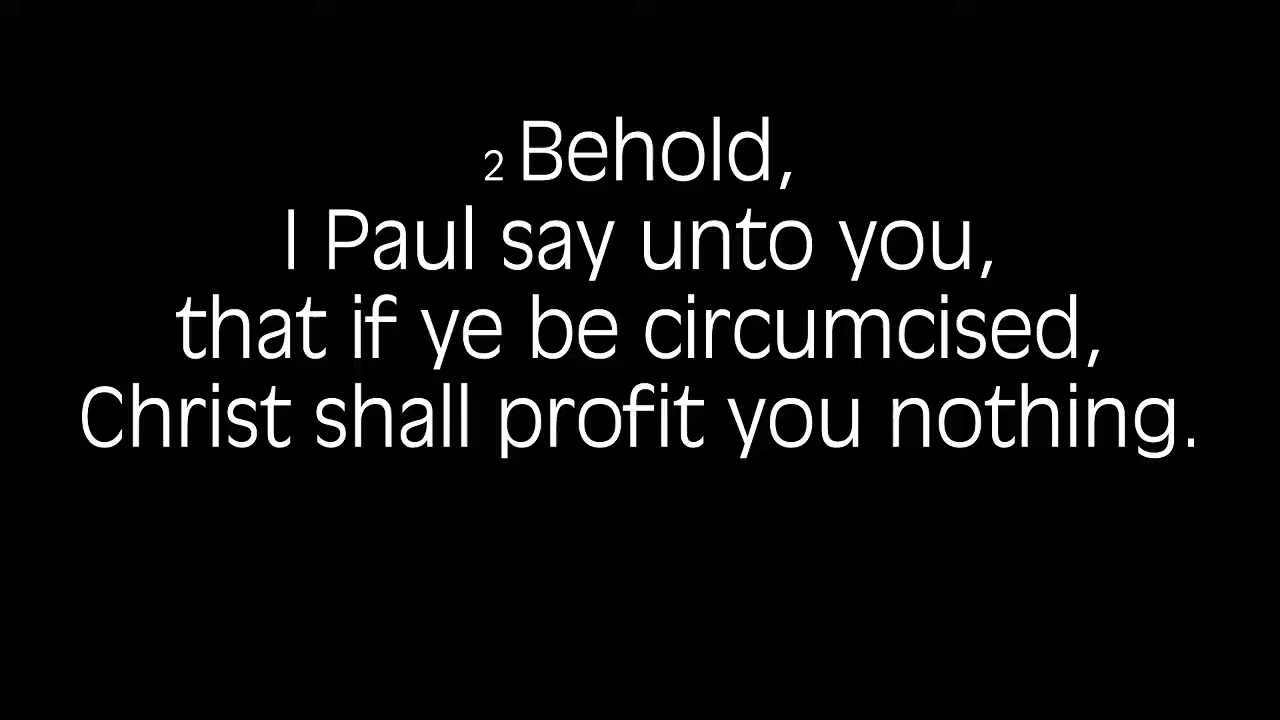 2 Behold,
I Paul say unto you,
that if ye be circumcised,
Christ shall profit you nothing.